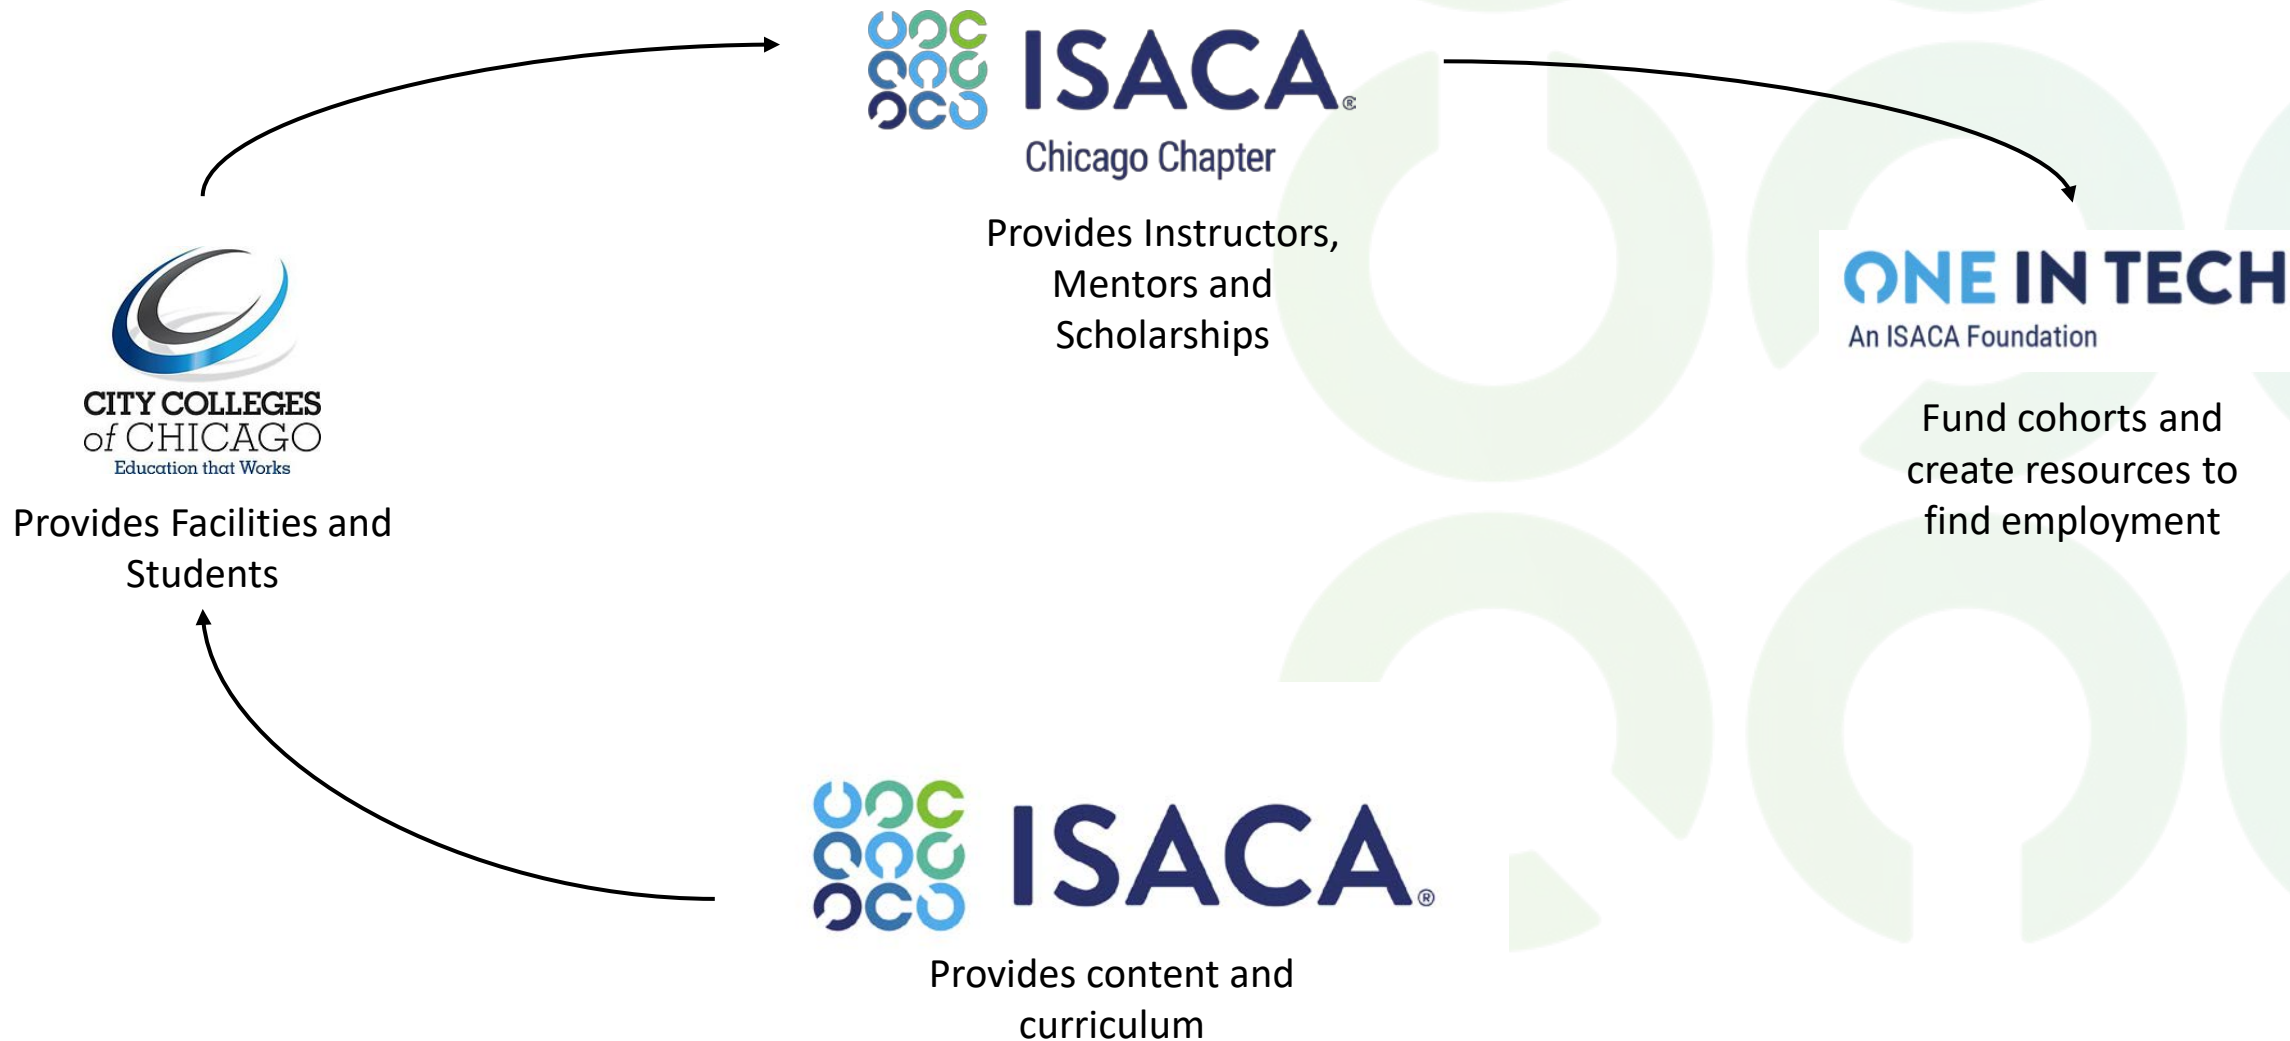 ISACA®
Chicago Chapter
Provides Instructors,
Mentors and
Scholarships
ONE IN TECH
An ISACA Foundation
Fund cohorts and
create resources to
find employment
CITY COLLEGES
of CHICAGO
Education that Works
Provides Facilities and
Students
ISACA®
Provides content and
curriculum